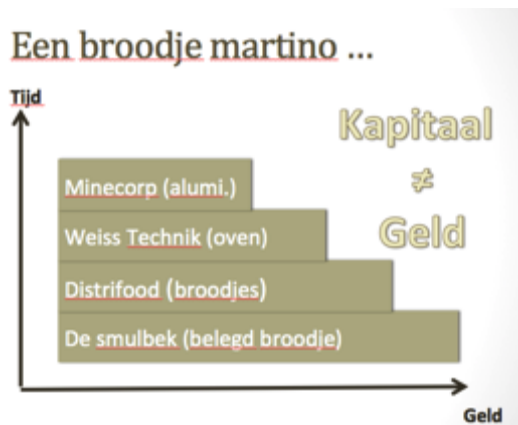 Een broodje martino ...
Tijd
Kapitaal
≠
Geld
Minecorp (alumi.)
Weiss Technik (oven)
Distrifood (broodjes)
De smulbek (belegd broodje)
Geld